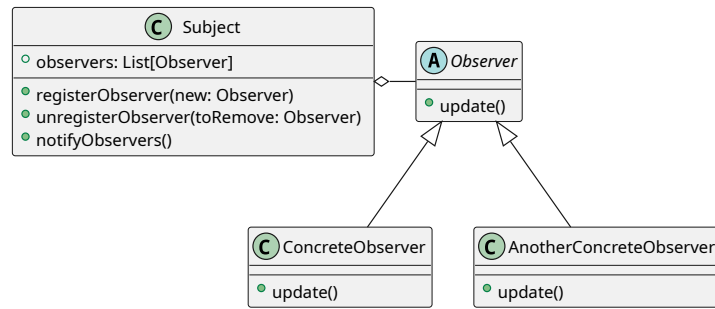 C Subject
observers: List[Observer]
registerObserver(new: Observer)
unregisterObserver(toRemove: Observer)
notifyObservers()
A Observer
update()
C ConcreteObserver
update()
C AnotherConcreteObserver
update()